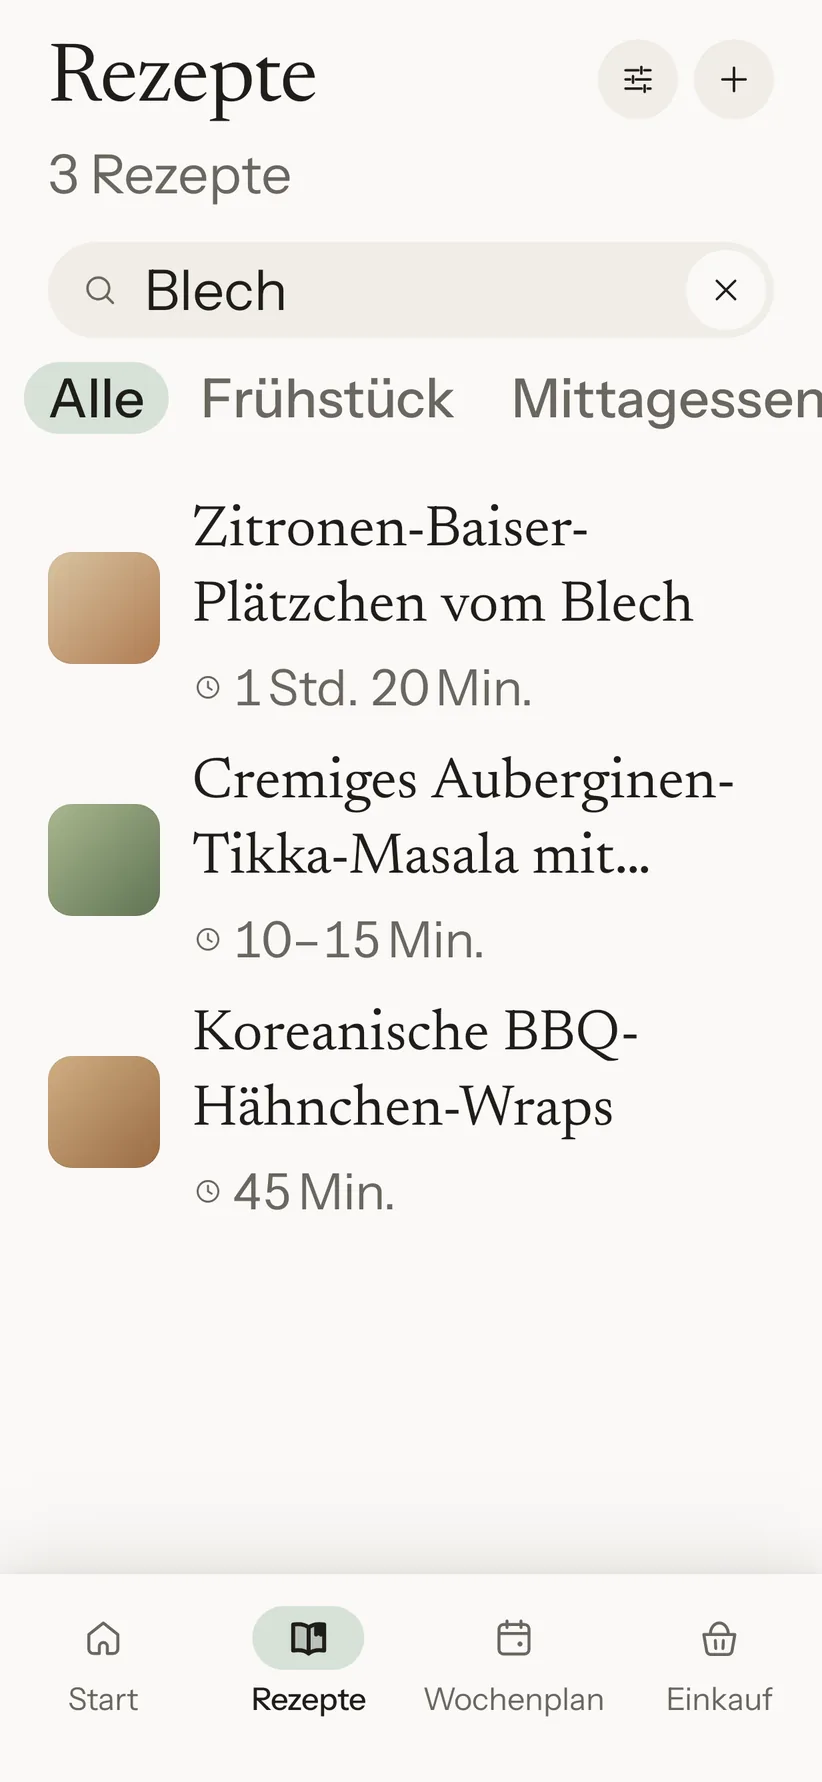 Rezepte
3 Rezepte
Blech
Alle Frühstück Mittagessen
Zitronen-Baiser-
Plätzchen vom Blech
1 Std. 20 Min.
Cremiges Auberginen-
Tikka-Masala mit…
10–15 Min.
Koreanische BBQ-
Hähnchen-Wraps
45 Min.
Start Rezepte Wochenplan Einkauf